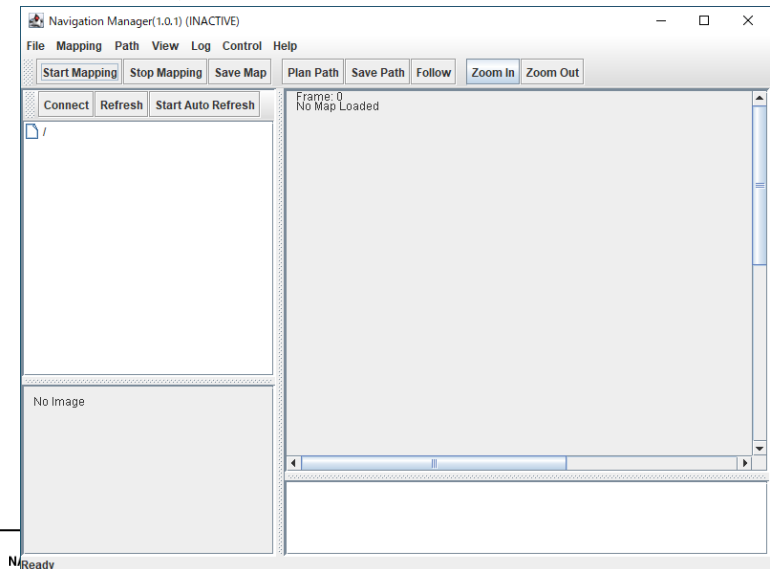 Navigation Manager(1.0.1) (INACTIVE)
File Mapping Path View Log Control Help
Start Mapping Stop Mapping Save Map Plan Path Save Path Follow Zoom In Zoom Out
Connect Refresh Start Auto Refresh
/
Frame: 0
No Map Loaded
No Image
Ready